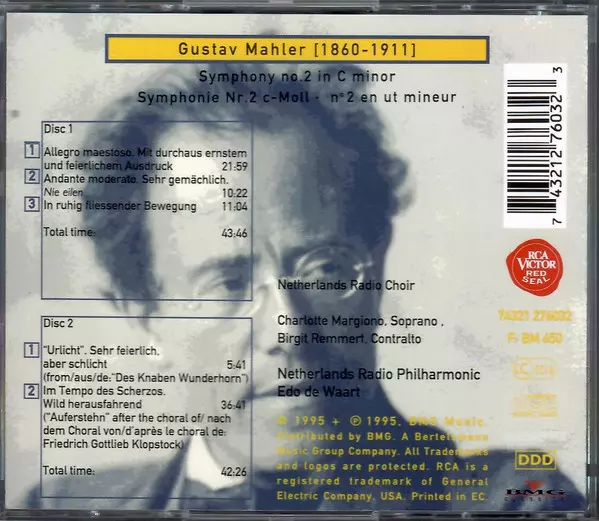 Gustav Mahler [1860-1911]
Symphony no.2 in C minor
Symphonie Nr.2 c-Moll · n°2 en ut mineur
Disc 1
1 Allegro maestoso. Mit durchaus ernstem
und feierlichem Ausdruck 21:59
2 Andante moderato. Sehr gemächlich.
Nie eilen 10:22
3 In ruhig fliessender Bewegung 11:04
Total time: 43:46
Disc 2
1 "Urlicht". Sehr feierlich,
aber schlicht 5:41
(from/aus/de:"Des Knaben Wunderhorn")
2 Im Tempo des Scherzos.
Wild herausfahrend 36:41
("Auferstehn" after the choral of/ nach
dem Choral von/d'après le choral de:
Friedrich Gottlieb Klopstock)
Total time: 42:26
Netherlands Radio Choir
Charlotte Margiono, Soprano,
Birgit Remmert, Contralto
Netherlands Radio Philharmonic
Edo de Waart
© 1995 + ℗ 1995, BMG Music.
Distributed by BMG. A Bertelsmann
Music Group Company. All Trademarks
and logos are protected. RCA is a
registered trademark of General
Electric Company, USA. Printed in EC.
7 43212 76032 3
RCA
VICTOR
RED
SEAL
74321 276032
F: BM 650
DDD
BMG
CLASSICS